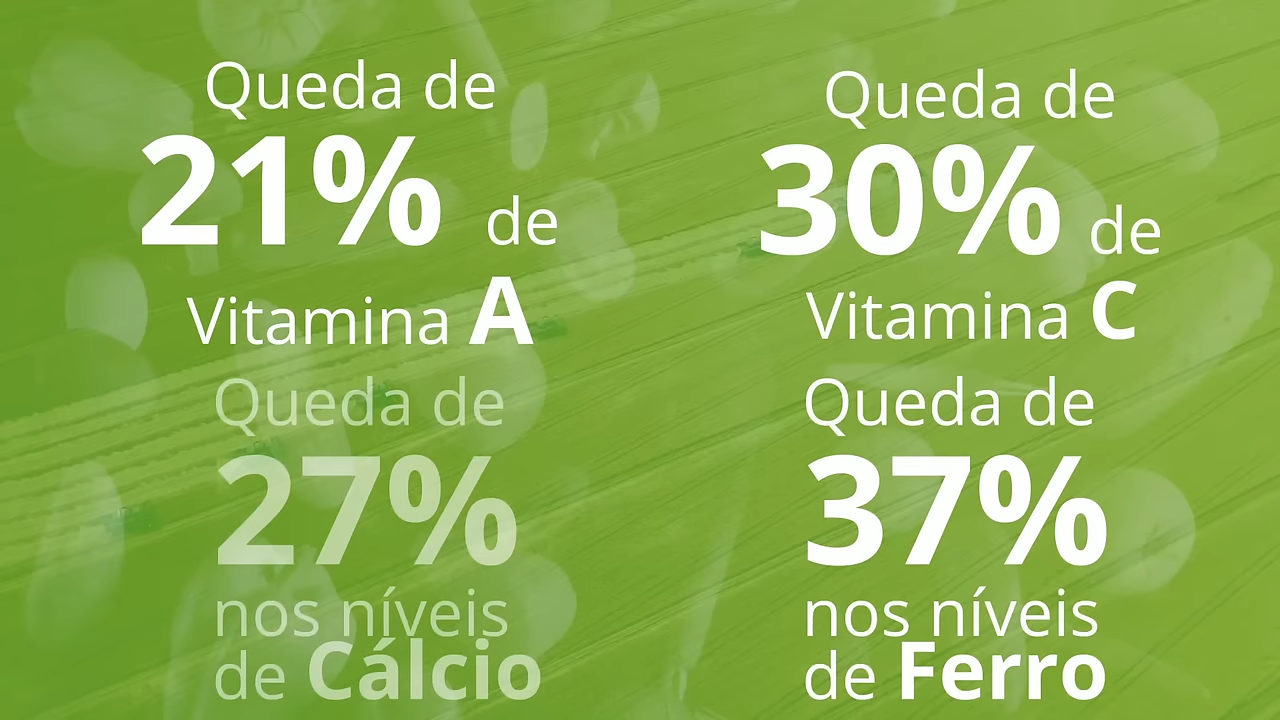 Queda de
21% de
Vitamina A
Queda de
30% de
Vitamina C
Queda de
27%
nos níveis
de Cálcio
Queda de
37%
nos níveis
de Ferro